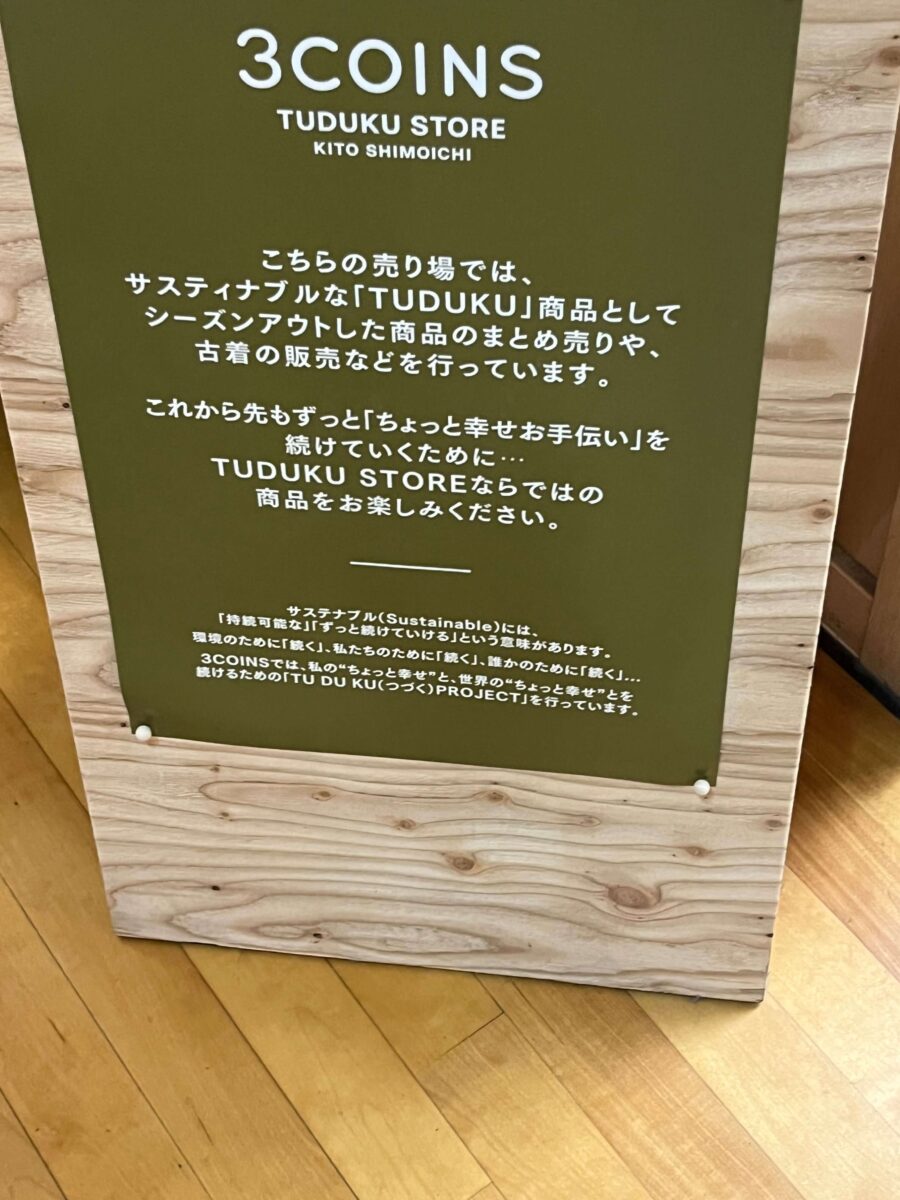 3COINS
TUDUKU STORE
KITO SHIMOICHI
こちらの売り場では、
サスティナブルな「TUDUKU」商品として
シーズンアウトした商品のまとめ売りや、
古着の販売などを行っています。
これから先もずっと「ちょっと幸せお手伝い」を
続けていくために…
TUDUKU STOREならではの
商品をお楽しみください。
サステナブル(Sustainable)には、
「持続可能な」「ずっと続けていける」という意味があります。
環境のために「続く」、私たちのために「続く」、誰かのために「続く」…
3COINSでは、私の“ちょっと幸せ”と、世界の“ちょっと幸せ”とを
続けるための「TU DU KU(つづく)PROJECT」を行っています。